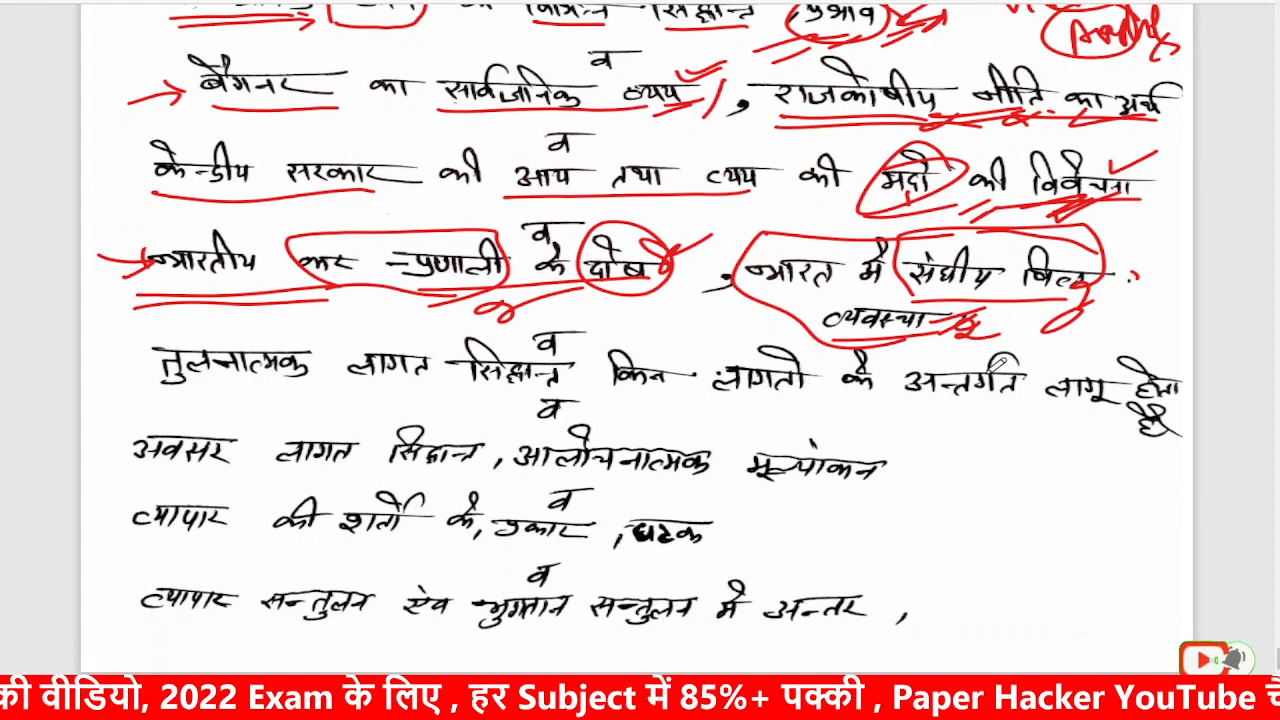 सिद्धान्त प्रभाव
वैगनर का सार्वजनिक व्यय व , राजकोषीय नीति का अर्थ
केन्द्रीय सरकार की आय तथा व्यय की मदों की विवेचना
व
भारतीय कर प्रणाली के दोष , भारत में संघीय वित्त
व
व्यवस्था
तुलनात्मक लागत सिद्धान्त किन लागतो के अन्तर्गत लागू होता
व
है
अवसर लागत सिद्धान्त , आलोचनात्मक मूल्यांकन
व
व्यापार की शर्तो के, प्रकार , घटक
व
व्यापार सन्तुलन एंव भुगतान सन्तुलन मे अन्तर ,
व
की वीडियो, 2022 Exam के लिए , हर Subject में 85%+ पक्की , Paper Hacker YouTube